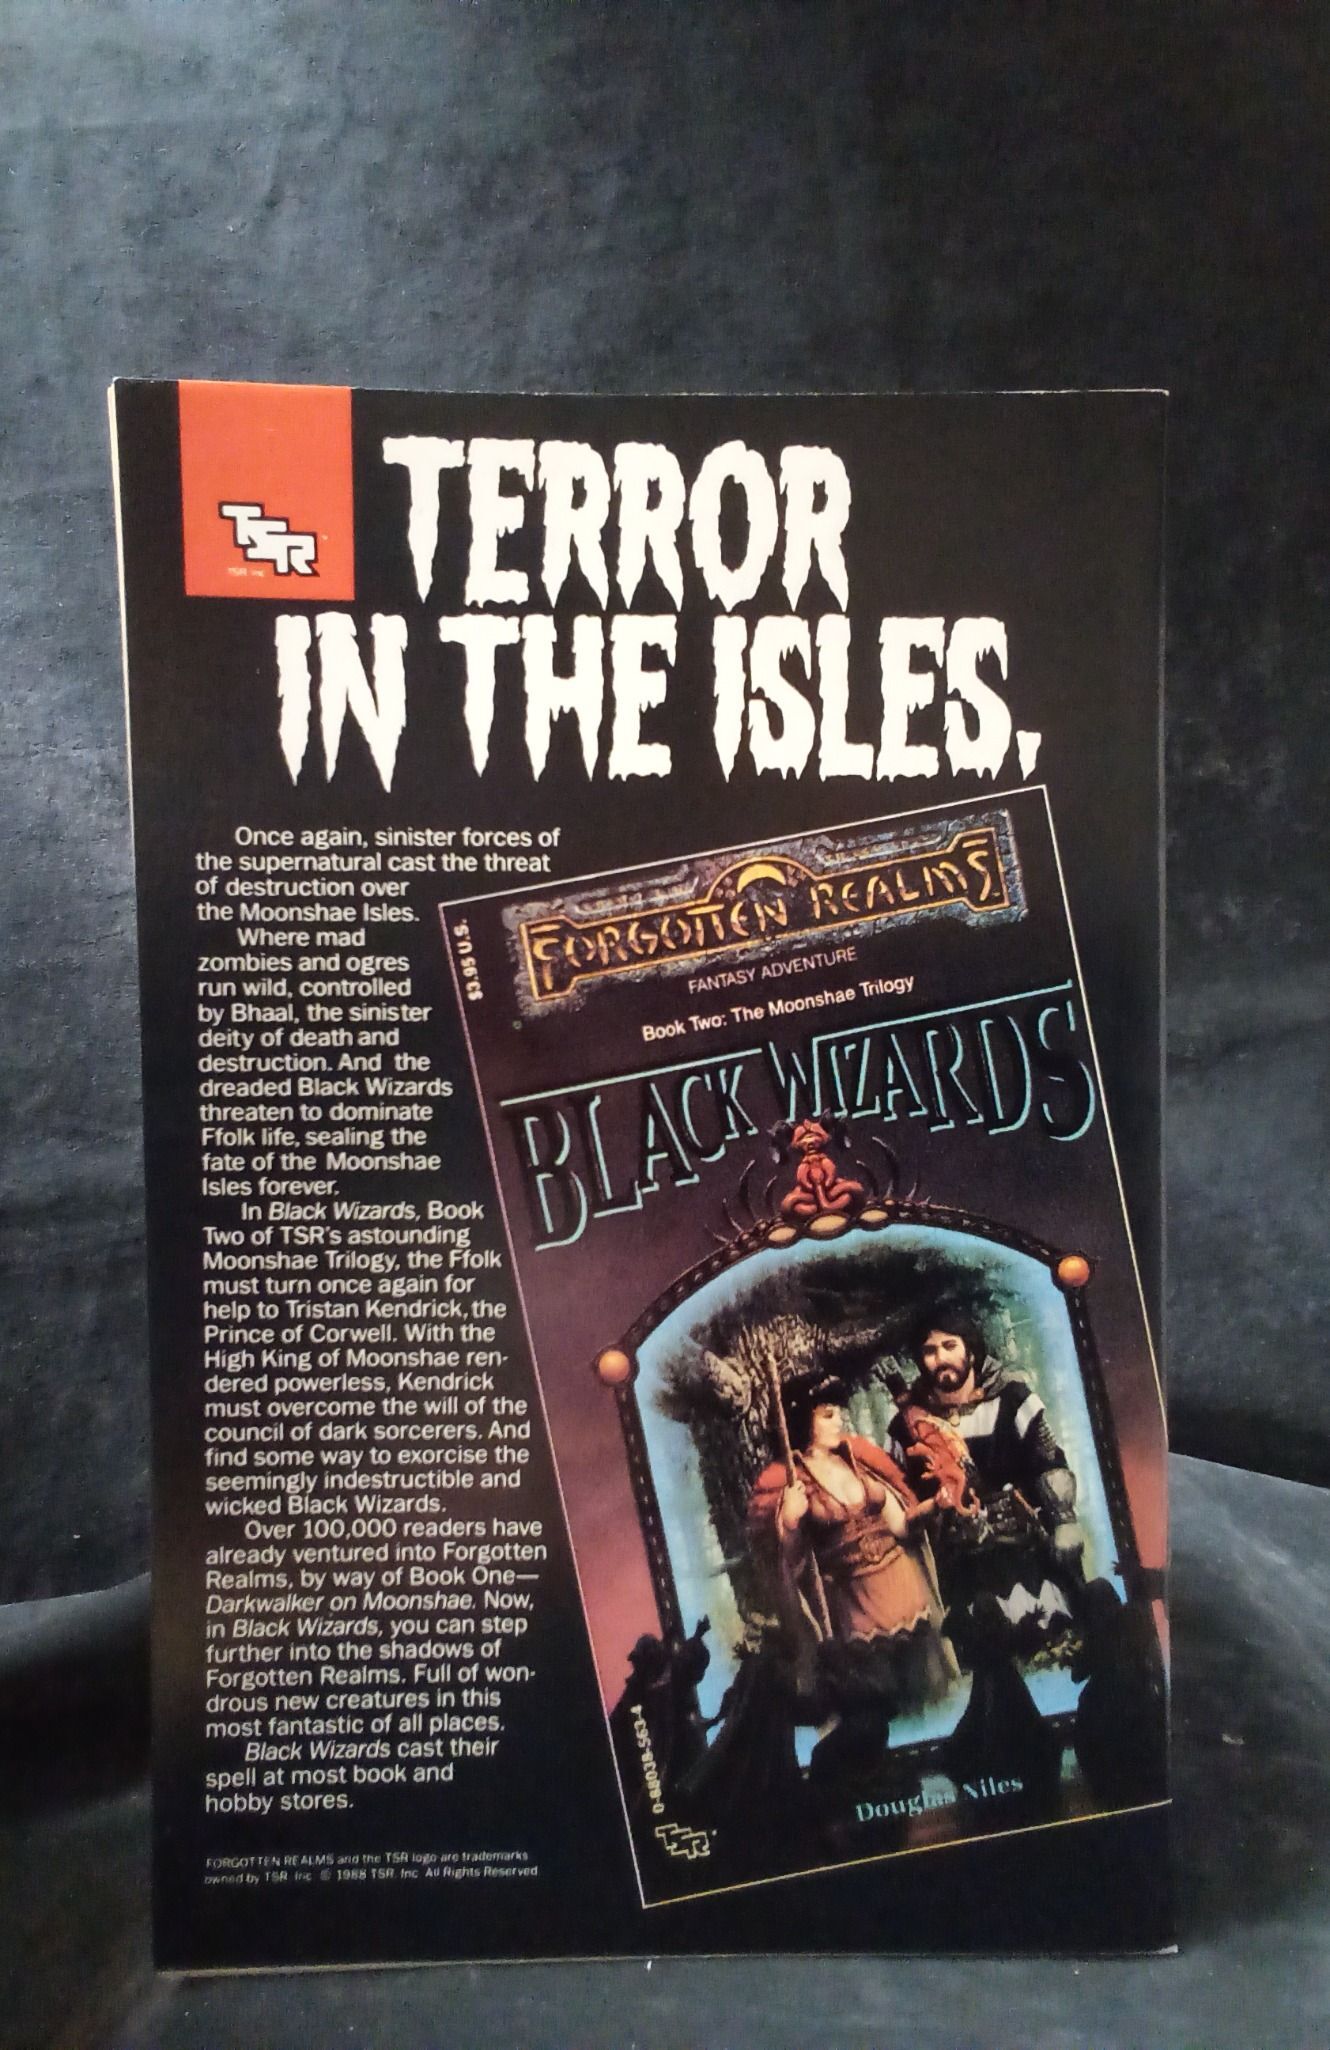 TSR
TSR Inc
TERROR
IN THE ISLES.
Once again, sinister forces of
the supernatural cast the threat
of destruction over
the Moonshae Isles.
Where mad
zombies and ogres
run wild, controlled
by Bhaal, the sinister
deity of death and
destruction. And the
dreaded Black Wizards
threaten to dominate
Ffolk life, sealing the
fate of the Moonshae
Isles forever.
In Black Wizards, Book
Two of TSR's astounding
Moonshae Trilogy, the Ffolk
must turn once again for
help to Tristan Kendrick, the
Prince of Corwell. With the
High King of Moonshae ren-
dered powerless, Kendrick
must overcome the will of the
council of dark sorcerers. And
find some way to exorcise the
seemingly indestructible and
wicked Black Wizards.
Over 100,000 readers have
already ventured into Forgotten
Realms, by way of Book One—
Darkwalker on Moonshae. Now,
in Black Wizards, you can step
further into the shadows of
Forgotten Realms. Full of won-
drous new creatures in this
most fantastic of all places.
Black Wizards cast their
spell at most book and
hobby stores.
FORGOTTEN REALMS and the TSR logo are trademarks
owned by TSR Inc © 1988 TSR, Inc. All Rights Reserved
$3.95 U.S.
FORGOTTEN REALMS
FANTASY ADVENTURE
Book Two: The Moonshae Trilogy
BLACK WIZARDS
0-88038-563-4
Douglas Niles
TSR